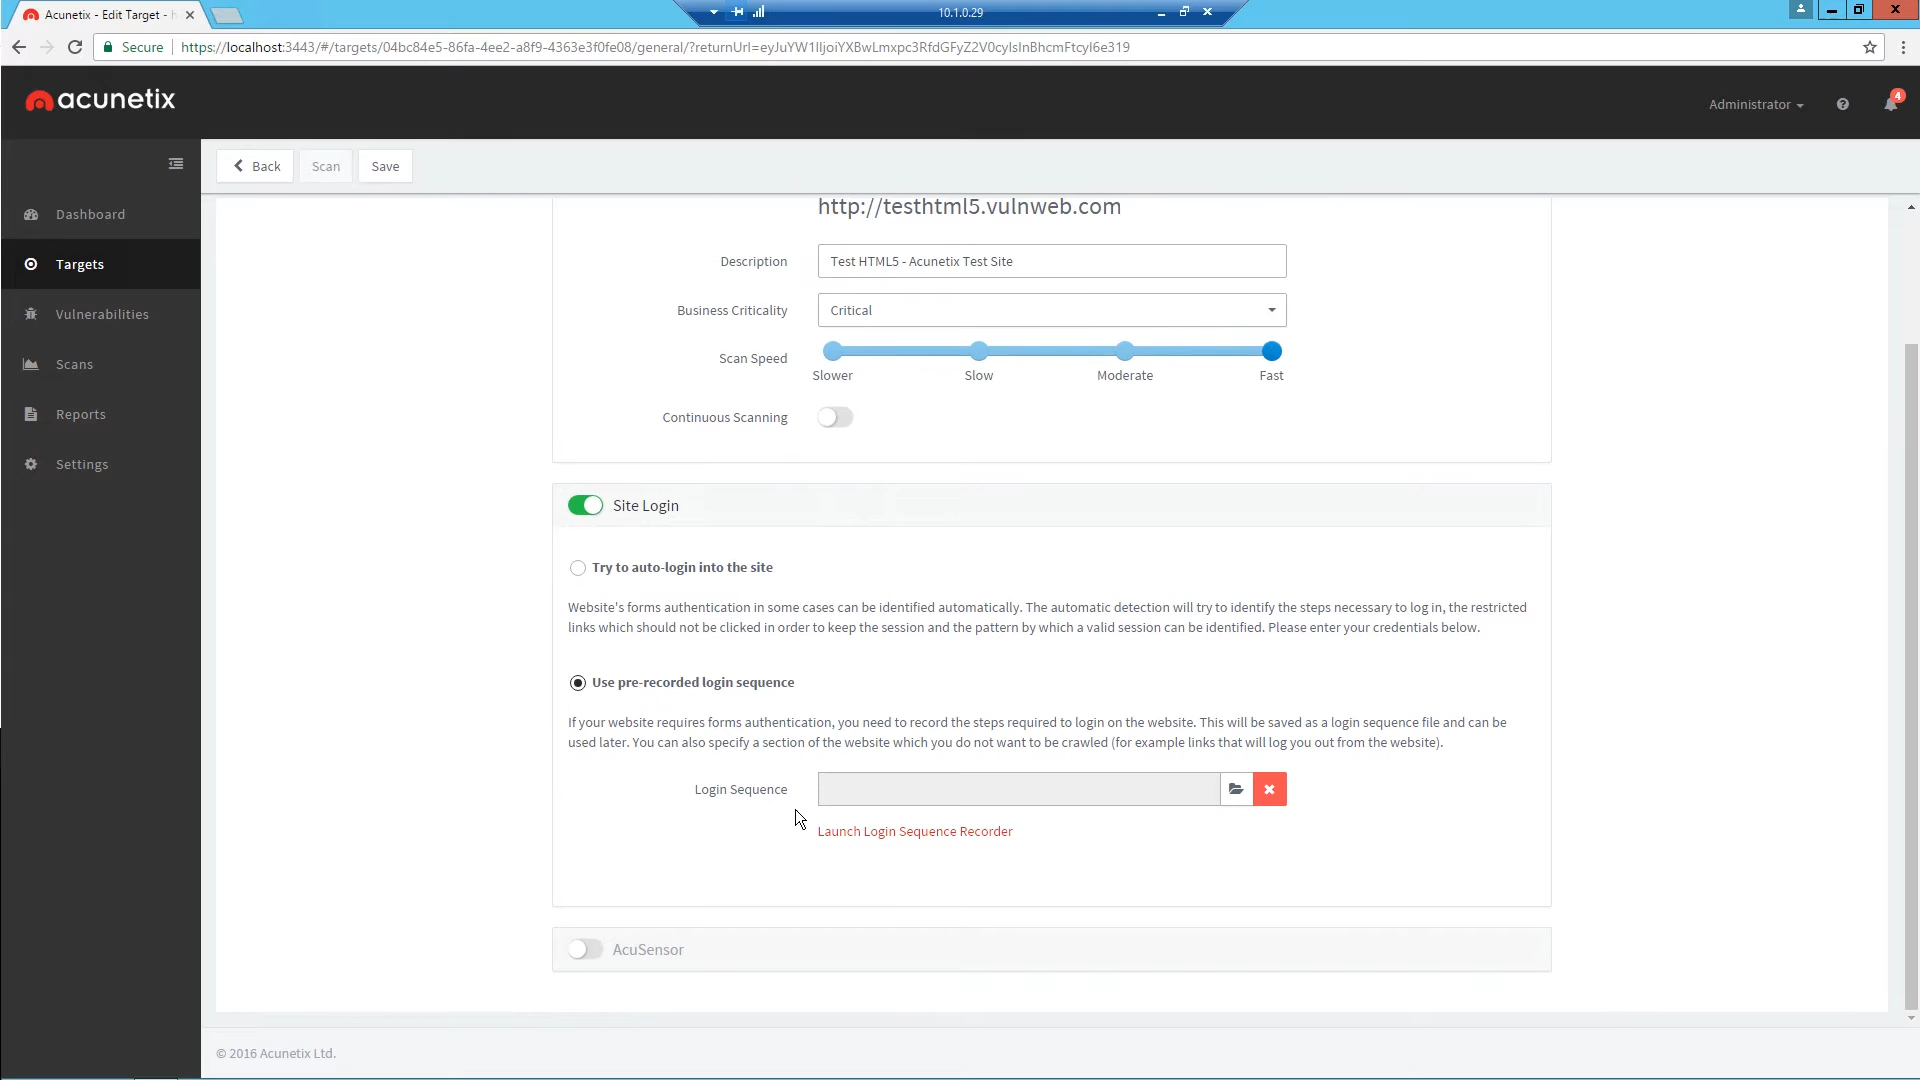 Acunetix - Edit Target - h
10.1.0.29
Secure
https://localhost:3443/#/targets/04bc84e5-86fa-4ee2-a8f9-4363e3f0fe08/general/?returnUrl=eyJuYW1lIjoiYXBwLmxpc3RfdGFyZ2V0cyIsInBhcmFtcyI6e319
acunetix
Administrator
4
Back
Scan
Save
Dashboard
Targets
Vulnerabilities
Scans
Reports
Settings
http://testhtml5.vulnweb.com
Description
Test HTML5 - Acunetix Test Site
Business Criticality
Critical
Scan Speed
Slower
Slow
Moderate
Fast
Continuous Scanning
Site Login
Try to auto-login into the site
Website's forms authentication in some cases can be identified automatically. The automatic detection will try to identify the steps necessary to log in, the restricted
links which should not be clicked in order to keep the session and the pattern by which a valid session can be identified. Please enter your credentials below.
Use pre-recorded login sequence
If your website requires forms authentication, you need to record the steps required to login on the website. This will be saved as a login sequence file and can be
used later. You can also specify a section of the website which you do not want to be crawled (for example links that will log you out from the website).
Login Sequence
Launch Login Sequence Recorder
AcuSensor
© 2016 Acunetix Ltd.